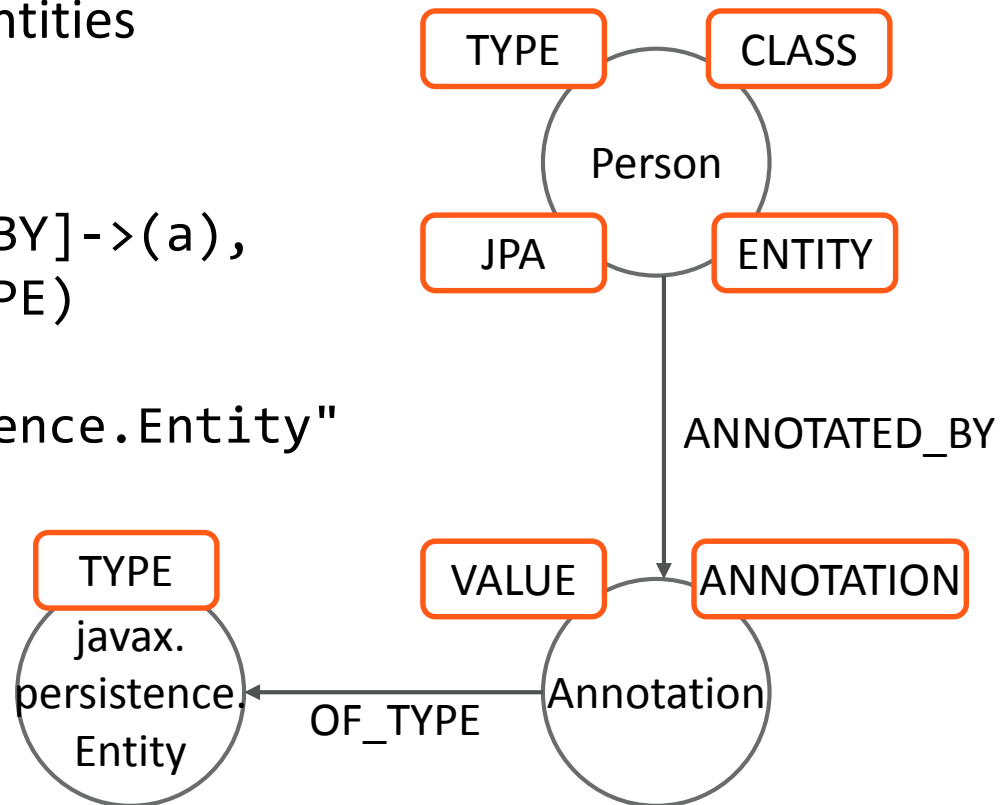 ntities
BY]->(a),
PE)
ence.Entity"
TYPE
CLASS
Person
JPA
ENTITY
ANNOTATED_BY
VALUE
ANNOTATION
Annotation
OF_TYPE
TYPE
javax.
persistence.
Entity